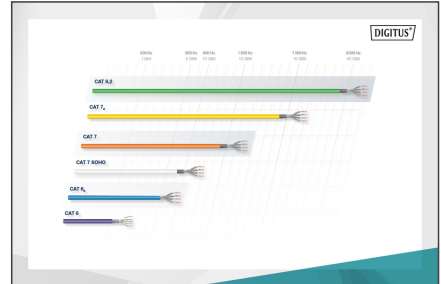 DIGITUS®
250 Hz 500 Hz 600 Hz 1 000 Hz 1 500 Hz 2 000 Hz
CAT 8.2
CAT 7A
CAT 7
CAT 7 SOHO
CAT 6A
CAT 6